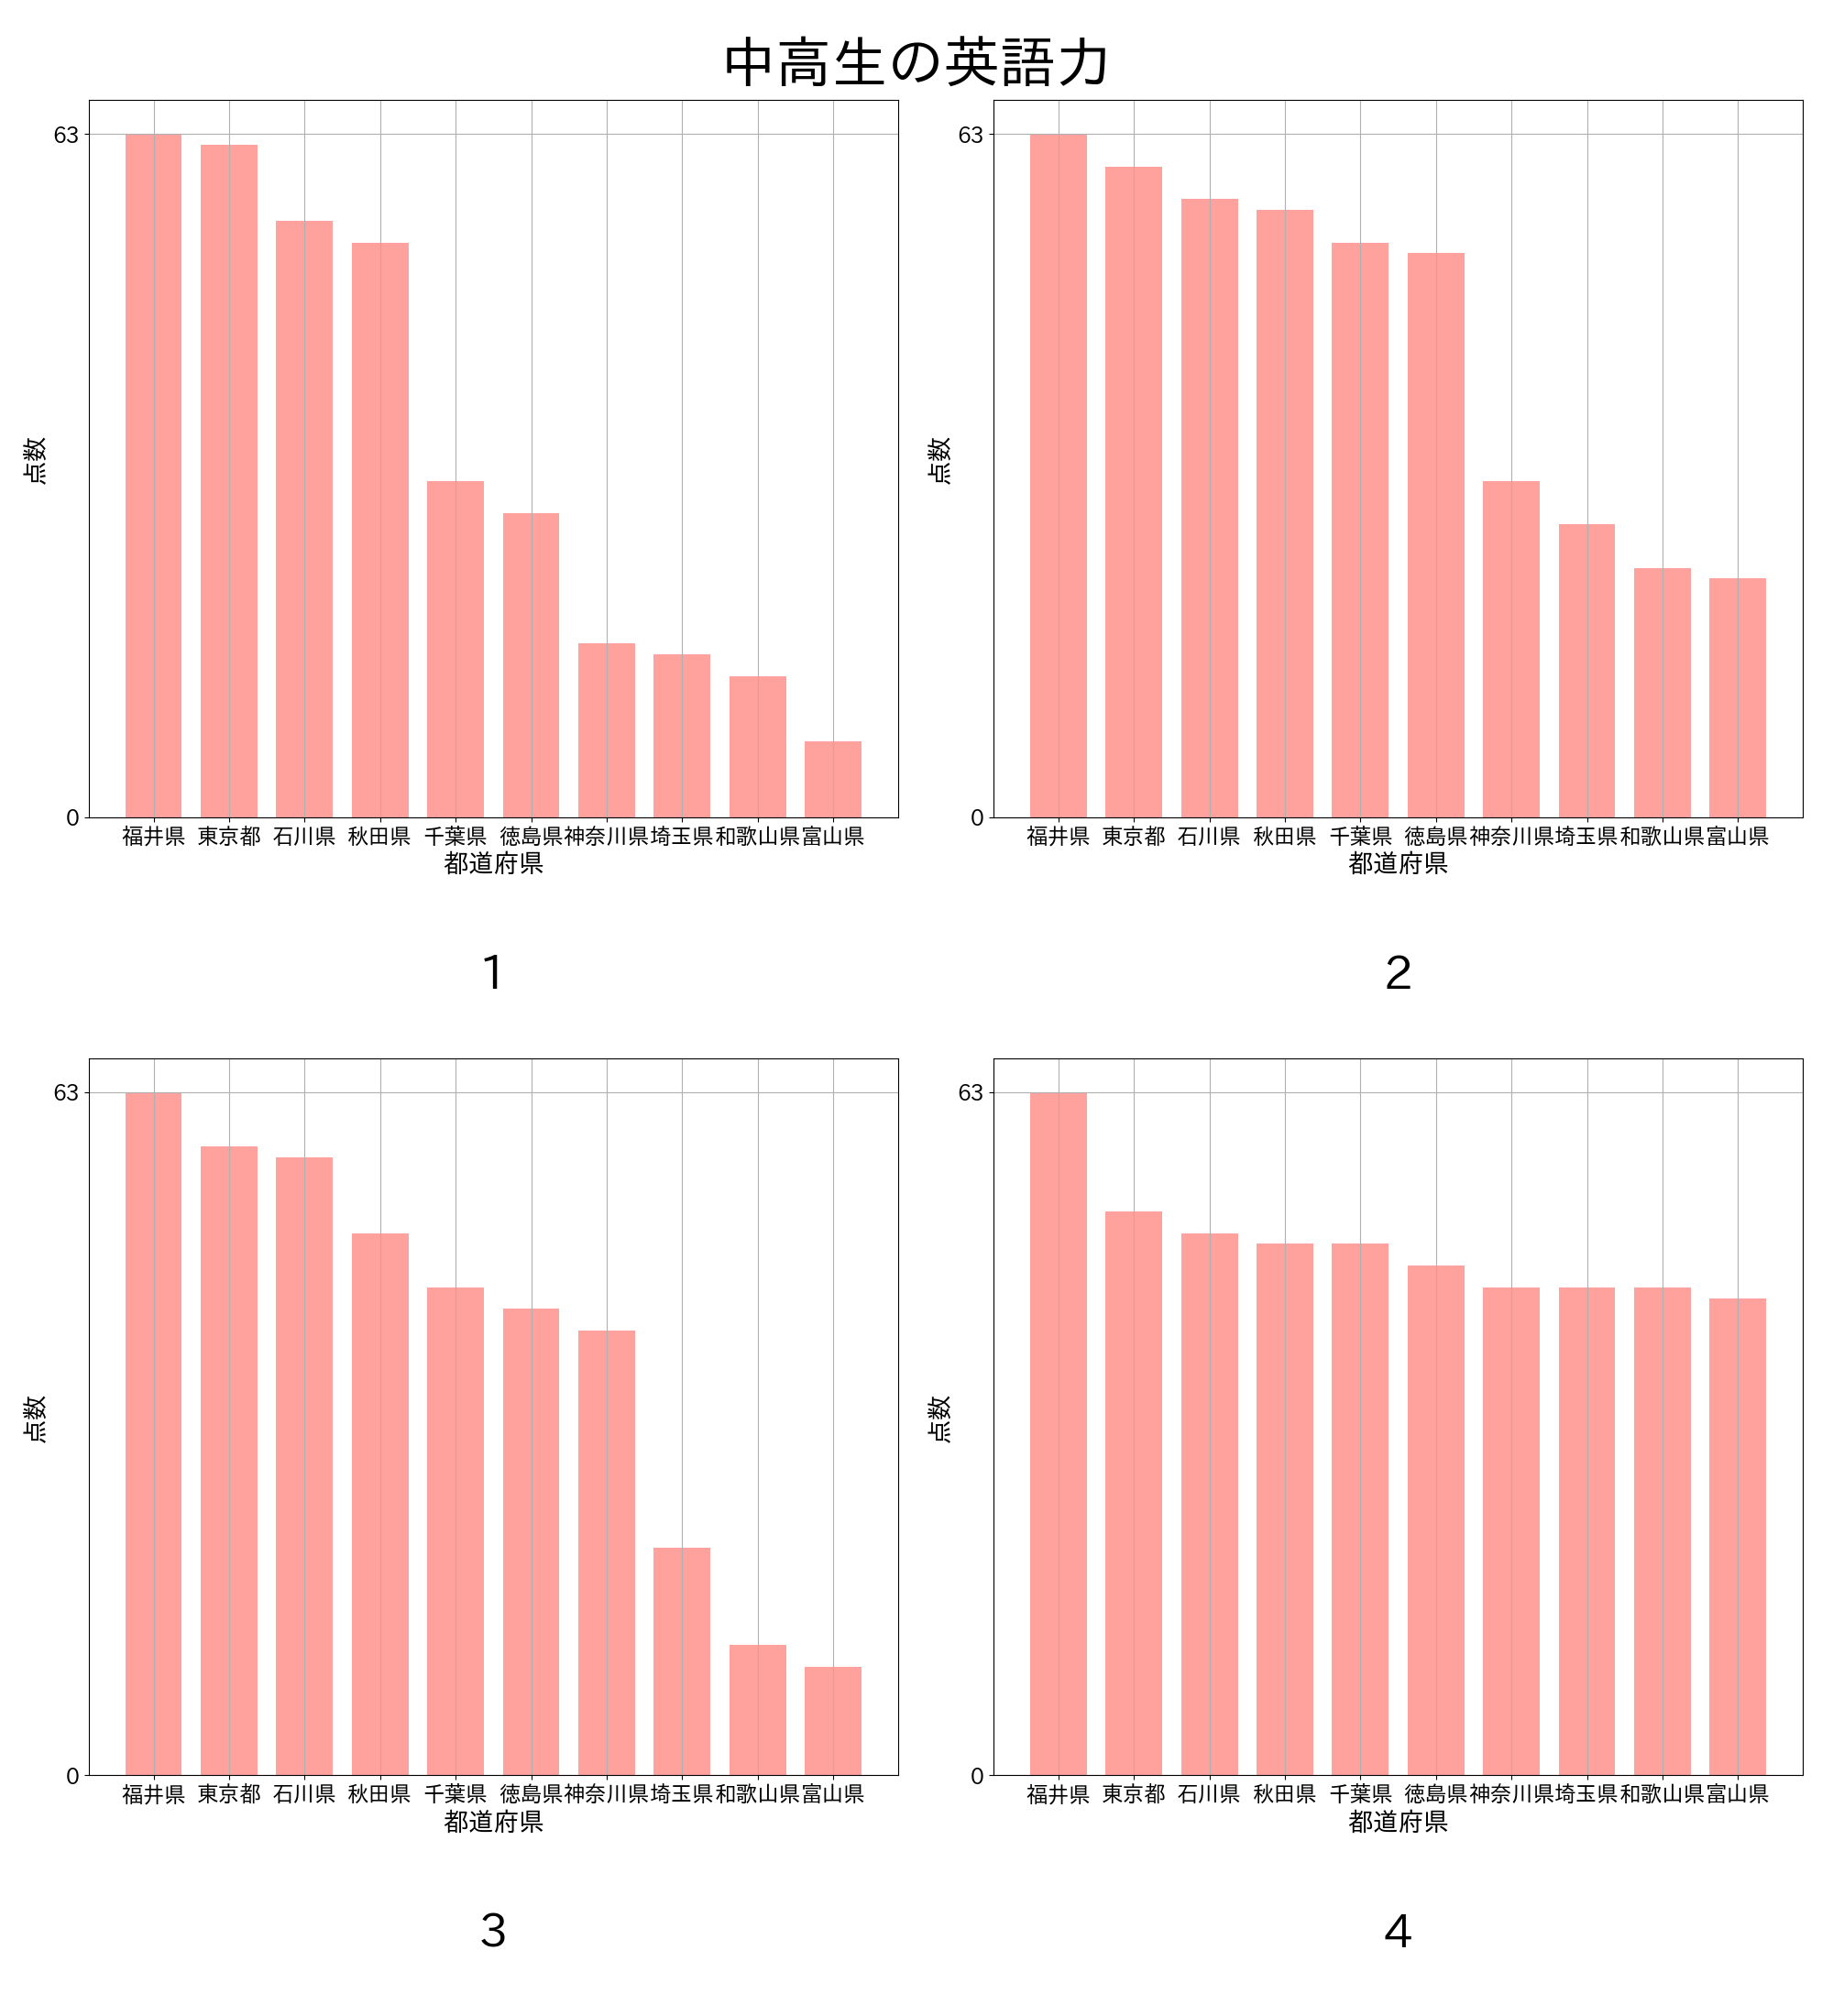 中高生の英語力
63
点数
0
福井県 東京都 石川県 秋田県 千葉県 徳島県 神奈川県 埼玉県 和歌山県 富山県
都道府県
1
63
点数
0
福井県 東京都 石川県 秋田県 千葉県 徳島県 神奈川県 埼玉県 和歌山県 富山県
都道府県
2
63
点数
0
福井県 東京都 石川県 秋田県 千葉県 徳島県 神奈川県 埼玉県 和歌山県 富山県
都道府県
3
63
点数
0
福井県 東京都 石川県 秋田県 千葉県 徳島県 神奈川県 埼玉県 和歌山県 富山県
都道府県
4